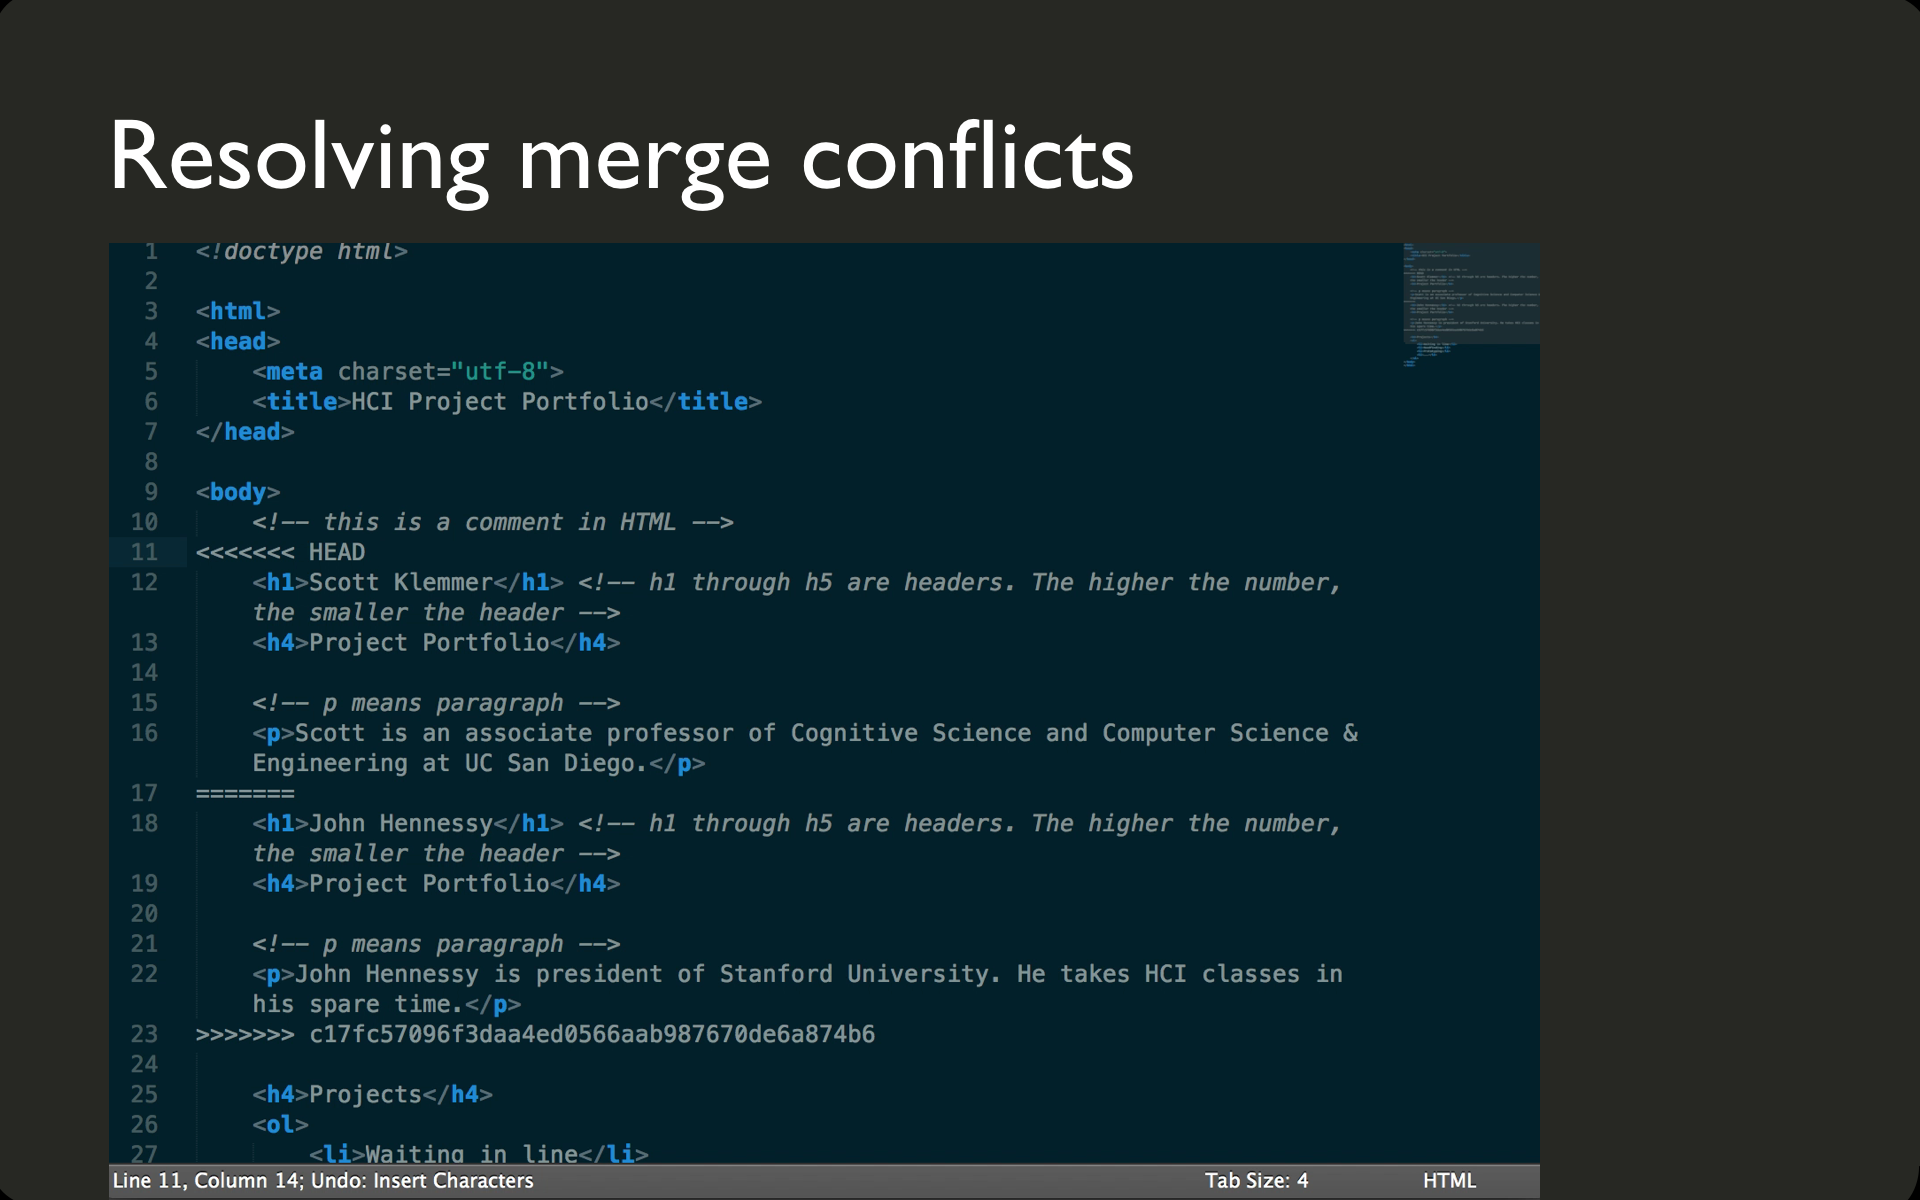 Resolving merge conflicts
1 <!doctype html>
2
3 <html>
4 <head>
5 <meta charset="utf-8">
6 <title>HCI Project Portfolio</title>
7 </head>
8
9 <body>
10 <!-- this is a comment in HTML -->
11 <<<<<<< HEAD
12 <h1>Scott Klemmer</h1> <!-- h1 through h5 are headers. The higher the number,
the smaller the header -->
13 <h4>Project Portfolio</h4>
14
15 <!-- p means paragraph -->
16 <p>Scott is an associate professor of Cognitive Science and Computer Science &
Engineering at UC San Diego.</p>
17 =======
18 <h1>John Hennessy</h1> <!-- h1 through h5 are headers. The higher the number,
the smaller the header -->
19 <h4>Project Portfolio</h4>
20
21 <!-- p means paragraph -->
22 <p>John Hennessy is president of Stanford University. He takes HCI classes in
his spare time.</p>
23 >>>>>>> c17fc57096f3daa4ed0566aab987670de6a874b6
24
25 <h4>Projects</h4>
26 <ol>
27 <li>Waiting in line</li>
Line 11, Column 14; Undo: Insert Characters Tab Size: 4 HTML